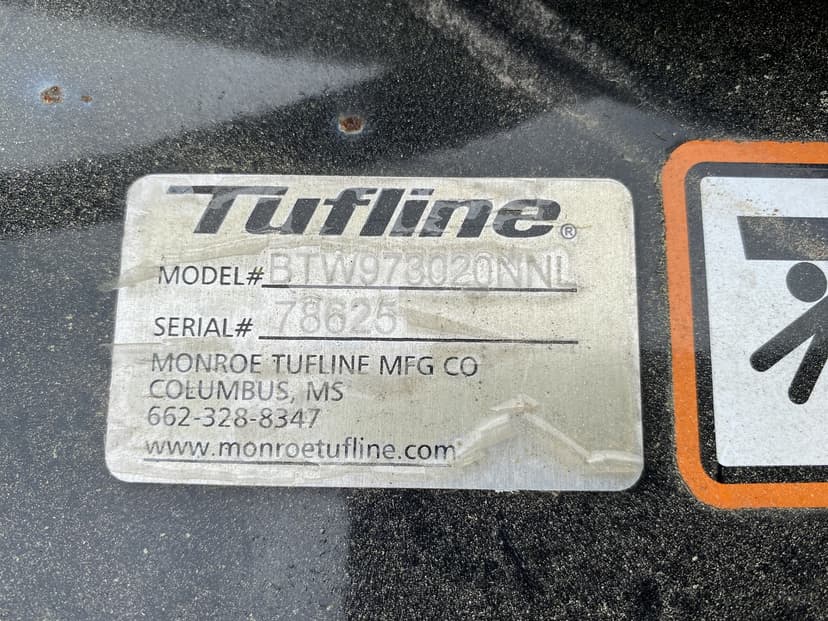 Tufline®
MODEL# BTW973020NNL
SERIAL# 78625
MONROE TUFLINE MFG CO
COLUMBUS, MS
662-328-8347
www.monroetufline.com